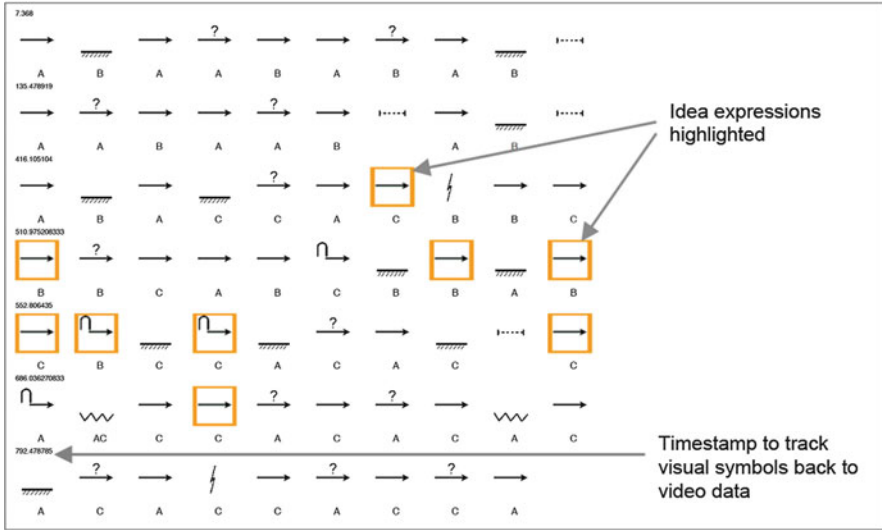 7.368
? ?
A B A A B A B A B
135.478919
? ?
A A B A A B A B
416.105104
?
A B A C C A C B B C
510.975208333
?
B B C A B C B B A B
552.806435
?
C B C C A C A C C
686.036270833
? ?
A AC C C A C A C A C
792.478785
? ? ?
A C A C C A C C A
Idea expressions
highlighted
Timestamp to track
visual symbols back to
video data